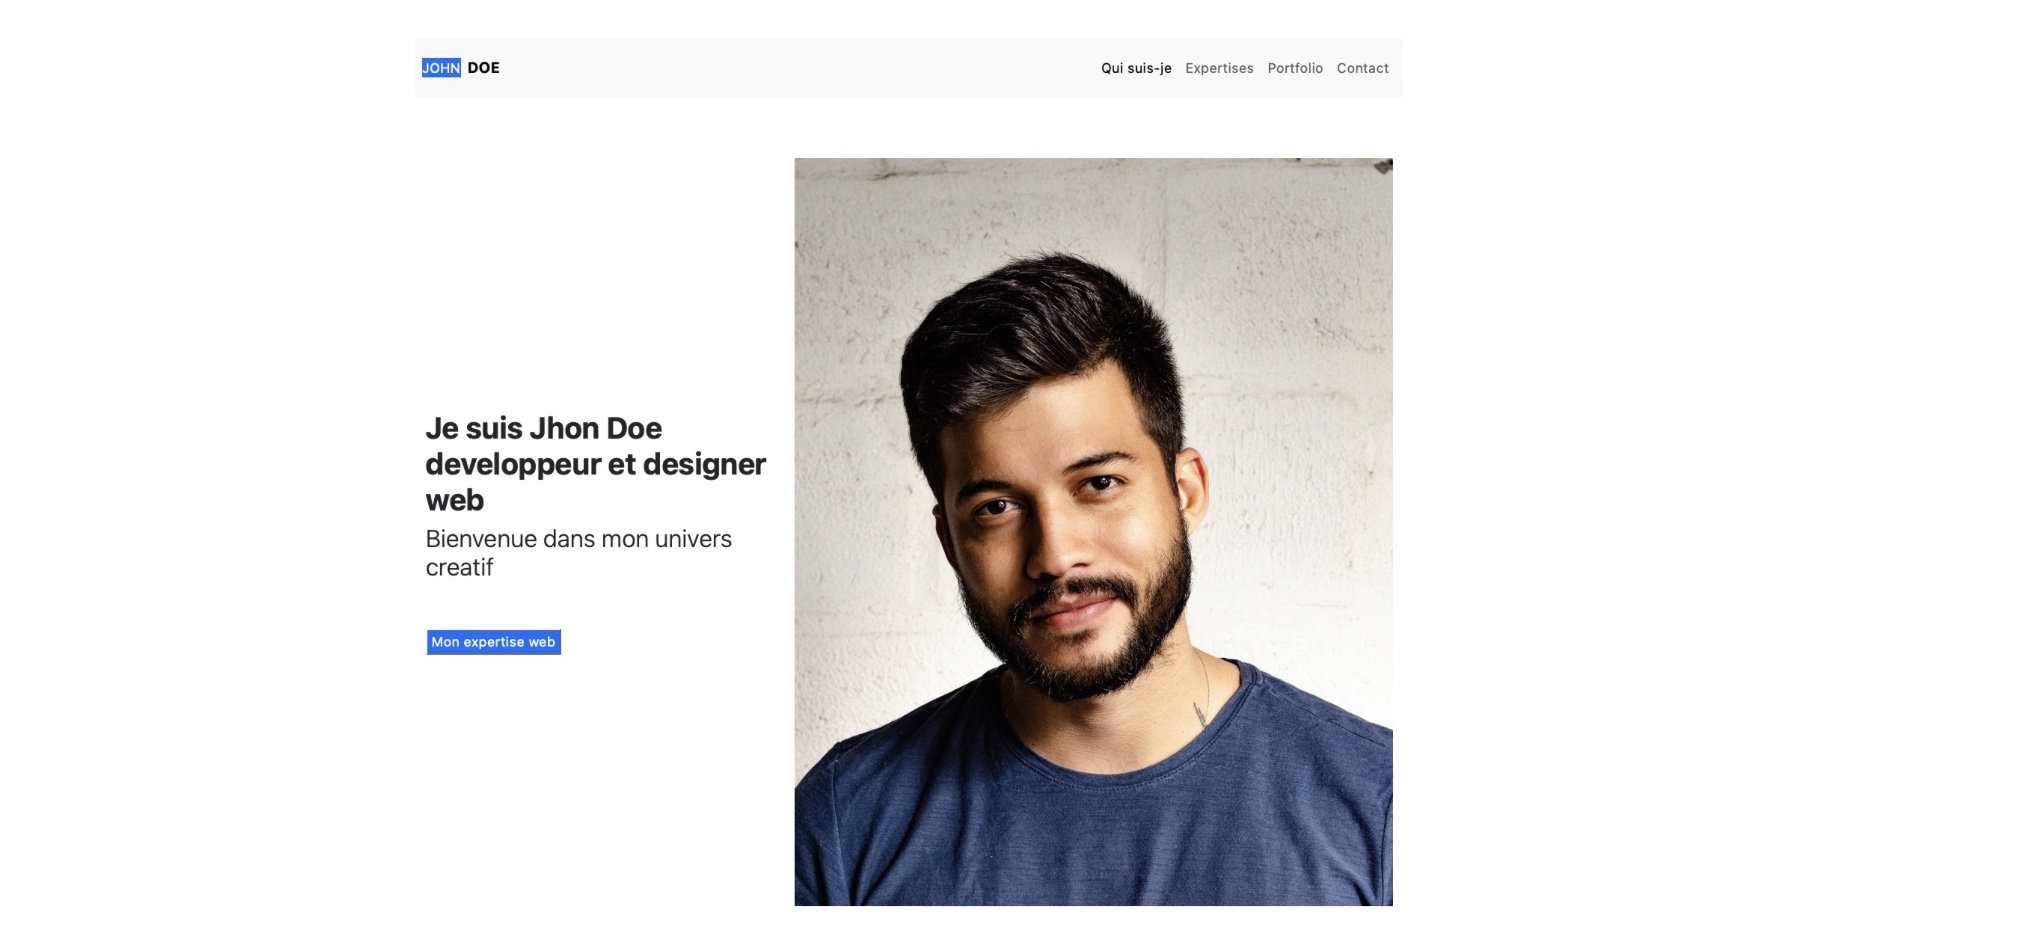 JOHN DOE
Qui suis-je Expertises Portfolio Contact
Je suis Jhon Doe
developpeur et designer
web
Bienvenue dans mon univers
creatif
Mon expertise web